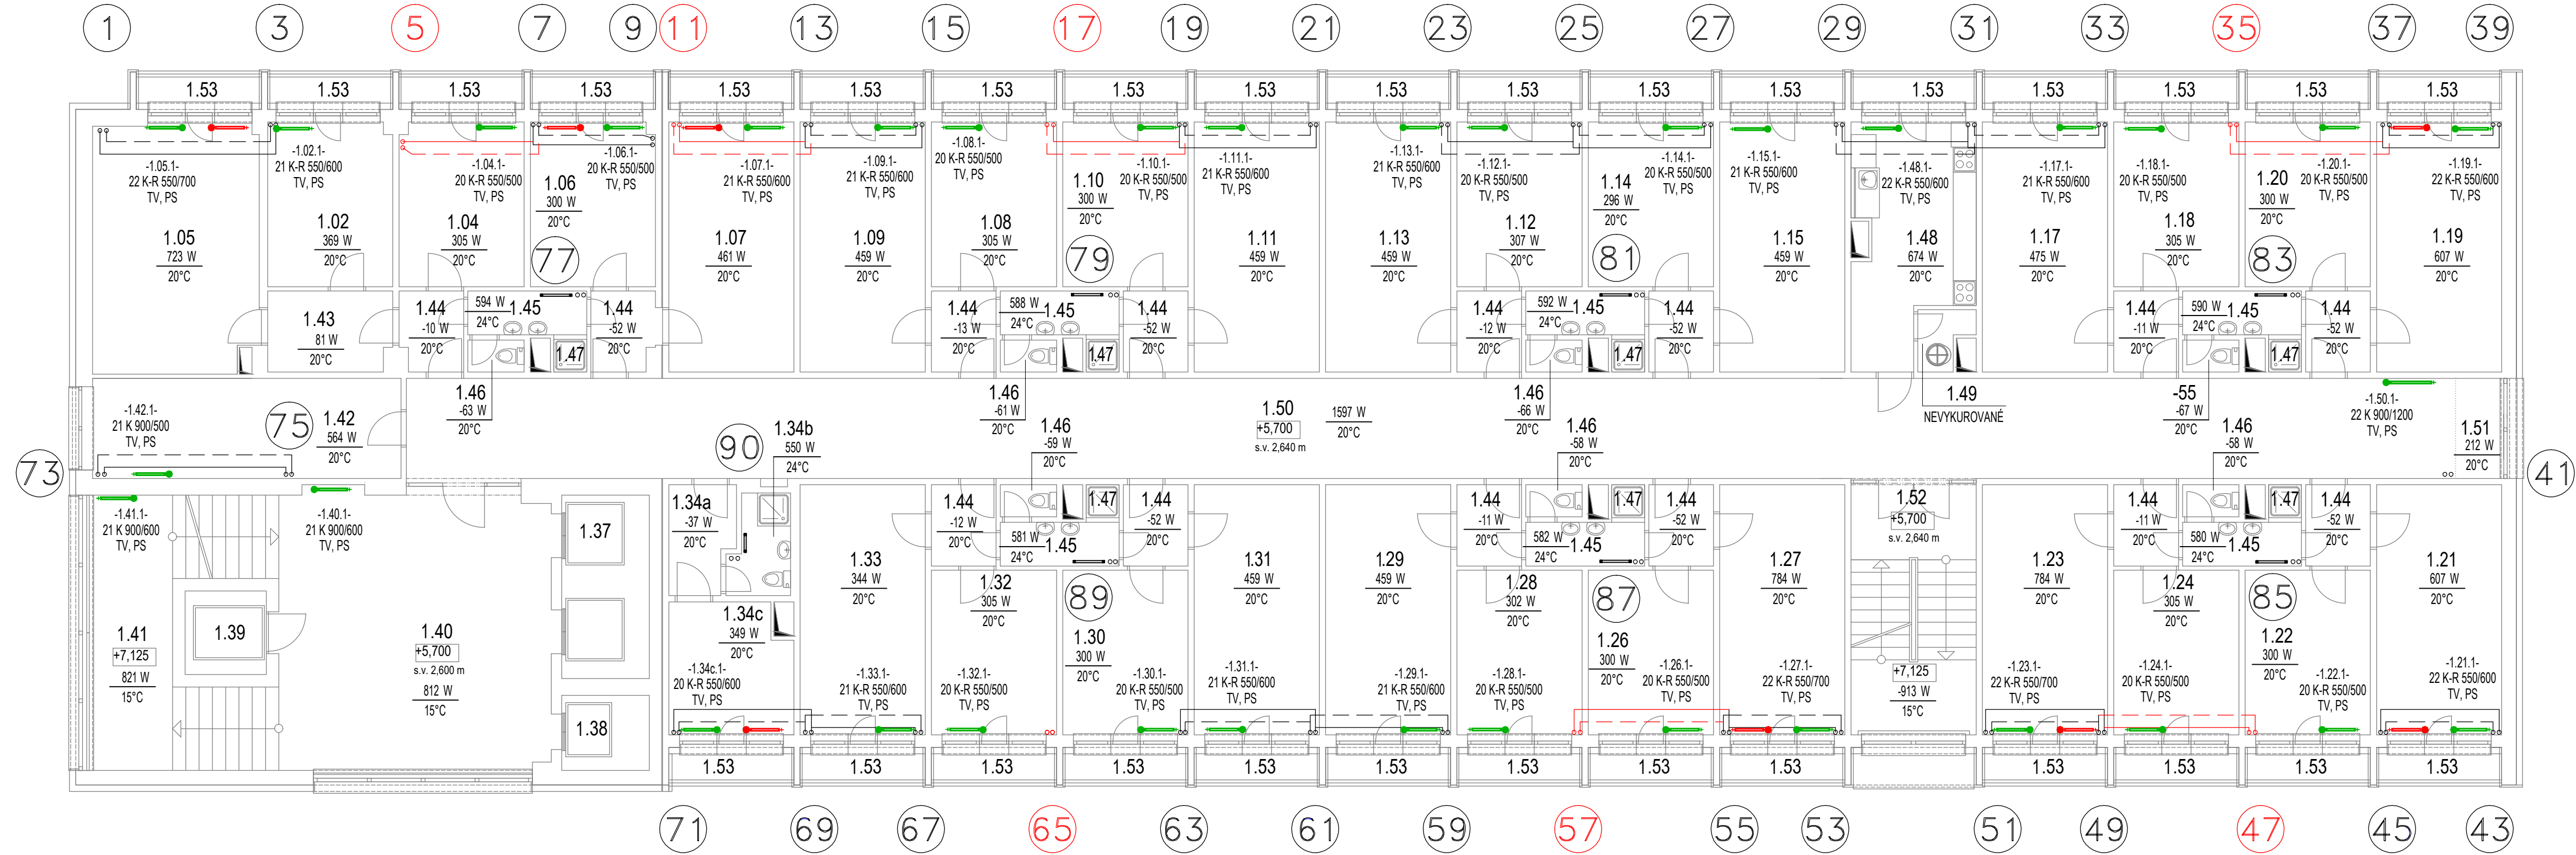 1 3 5 7 9 11 13 15 17 19 21 23 25 27 29 31 33 35 37 39
1.53 1.53 1.53 1.53 1.53 1.53 1.53 1.53 1.53 1.53 1.53 1.53 1.53 1.53 1.53 1.53 1.53 1.53
-1.05.1-
22 K-R 550/700
TV, PS
1.05
723 W
20°C
-1.02.1-
21 K-R 550/600
TV, PS
1.02
369 W
20°C
-1.04.1-
20 K-R 550/500
TV, PS
1.04
305 W
20°C
-1.06.1-
20 K-R 550/500
TV, PS
1.06
300 W
20°C
77
-1.07.1-
21 K-R 550/600
TV, PS
1.07
461 W
20°C
-1.09.1-
21 K-R 550/600
TV, PS
1.09
459 W
20°C
-1.08.1-
20 K-R 550/500
TV, PS
1.08
305 W
20°C
-1.10.1-
20 K-R 550/500
TV, PS
1.10
300 W
20°C
79
-1.11.1-
21 K-R 550/600
TV, PS
1.11
459 W
20°C
-1.13.1-
21 K-R 550/600
TV, PS
1.13
459 W
20°C
-1.12.1-
20 K-R 550/500
TV, PS
1.12
307 W
20°C
-1.14.1-
20 K-R 550/500
TV, PS
1.14
296 W
20°C
81
-1.15.1-
21 K-R 550/600
TV, PS
1.15
459 W
20°C
-1.48.1-
22 K-R 550/600
TV, PS
1.48
674 W
20°C
-1.17.1-
21 K-R 550/600
TV, PS
1.17
475 W
20°C
-1.18.1-
20 K-R 550/500
TV, PS
1.18
305 W
20°C
-1.20.1-
20 K-R 550/500
TV, PS
1.20
300 W
20°C
83
-1.19.1-
22 K-R 550/600
TV, PS
1.19
607 W
20°C
1.43
81 W
20°C
1.44
-10 W
20°C
594 W
24°C
1.45
1.47
1.44
-52 W
20°C
1.44
-13 W
20°C
588 W
24°C
1.45
1.47
1.44
-52 W
20°C
1.44
-12 W
20°C
592 W
24°C
1.45
1.47
1.44
-52 W
20°C
1.44
-11 W
20°C
590 W
24°C
1.45
1.47
1.44
-52 W
20°C
73
-1.42.1-
21 K 900/500
TV, PS
75
1.42
564 W
20°C
1.46
-63 W
20°C
90
1.34b
550 W
24°C
1.46
-61 W
20°C
1.46
-59 W
20°C
1.50
+5,700
s.v. 2,640 m
1597 W
20°C
1.46
-66 W
20°C
1.46
-58 W
20°C
1.49
NEVYKUROVANÉ
-55
-67 W
20°C
1.46
-58 W
20°C
-1.50.1-
22 K 900/1200
TV, PS
1.51
212 W
20°C
41
-1.41.1-
21 K 900/600
TV, PS
1.41
+7,125
821 W
15°C
1.39
-1.40.1-
21 K 900/600
TV, PS
1.40
+5,700
s.v. 2,600 m
812 W
15°C
1.37
1.38
1.34a
-37 W
20°C
1.34c
349 W
20°C
-1.34c.1-
20 K-R 550/600
TV, PS
1.33
344 W
20°C
-1.33.1-
21 K-R 550/600
TV, PS
1.44
-12 W
20°C
1.47
581 W
24°C
1.45
1.44
-52 W
20°C
1.32
305 W
20°C
-1.32.1-
20 K-R 550/500
TV, PS
89
1.30
300 W
20°C
-1.30.1-
20 K-R 550/500
TV, PS
1.31
459 W
20°C
-1.31.1-
21 K-R 550/600
TV, PS
1.29
459 W
20°C
-1.29.1-
21 K-R 550/600
TV, PS
1.44
-11 W
20°C
1.47
582 W
24°C
1.45
1.44
-52 W
20°C
1.28
302 W
20°C
-1.28.1-
20 K-R 550/500
TV, PS
87
1.26
300 W
20°C
-1.26.1-
20 K-R 550/500
TV, PS
1.27
784 W
20°C
-1.27.1-
22 K-R 550/700
TV, PS
1.52
+5,700
s.v. 2,640 m
+7,125
-913 W
15°C
1.23
784 W
20°C
-1.23.1-
22 K-R 550/700
TV, PS
1.44
-11 W
20°C
1.47
580 W
24°C
1.45
1.44
-52 W
20°C
1.24
305 W
20°C
-1.24.1-
20 K-R 550/500
TV, PS
85
1.22
300 W
20°C
-1.22.1-
20 K-R 550/500
TV, PS
1.21
607 W
20°C
-1.21.1-
22 K-R 550/600
TV, PS
1.53 1.53 1.53 1.53 1.53 1.53 1.53 1.53 1.53 1.53 1.53 1.53 1.53
71 69 67 65 63 61 59 57 55 53 51 49 47 45 43